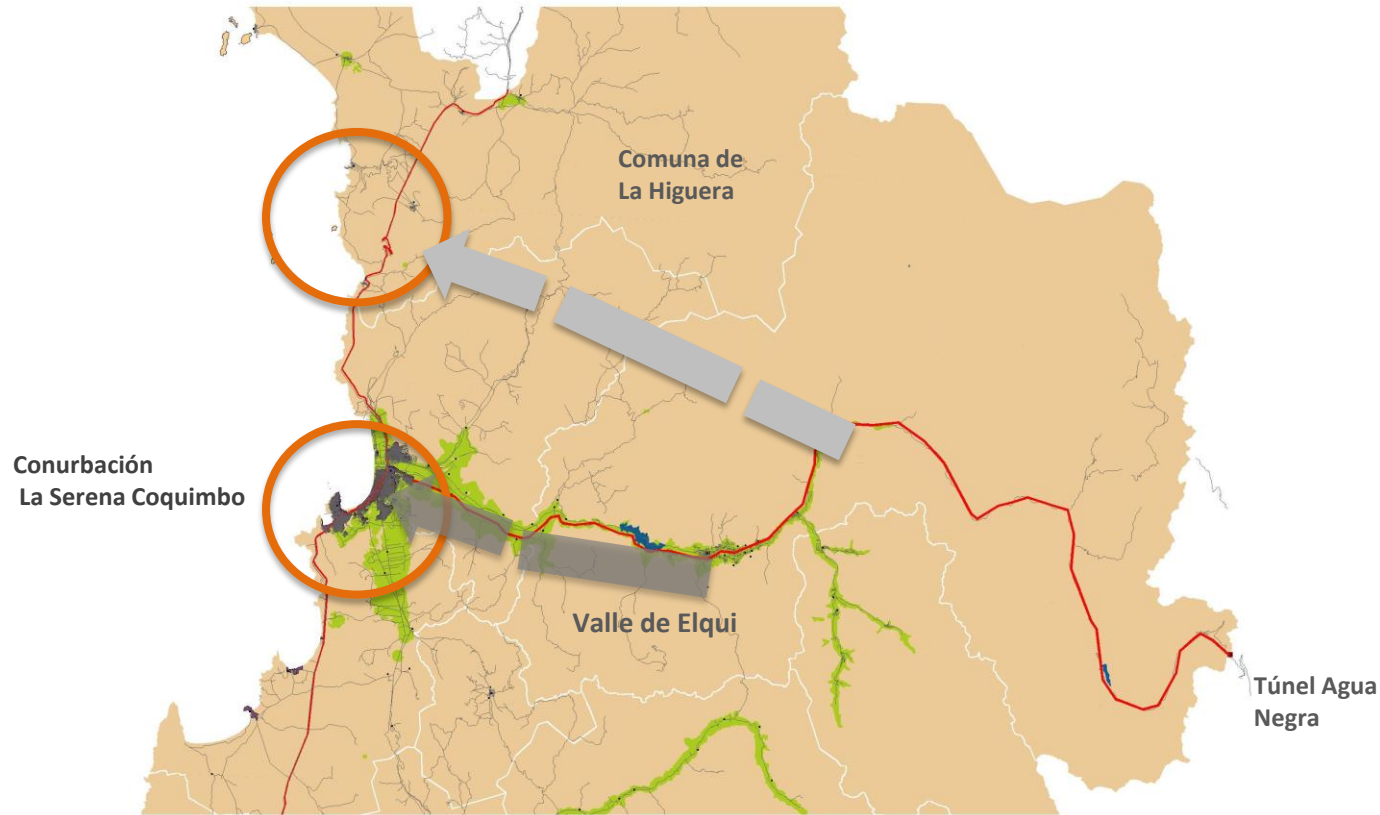 Comuna de
La Higuera
Conurbación
La Serena Coquimbo
Valle de Elqui
Túnel Agua
Negra